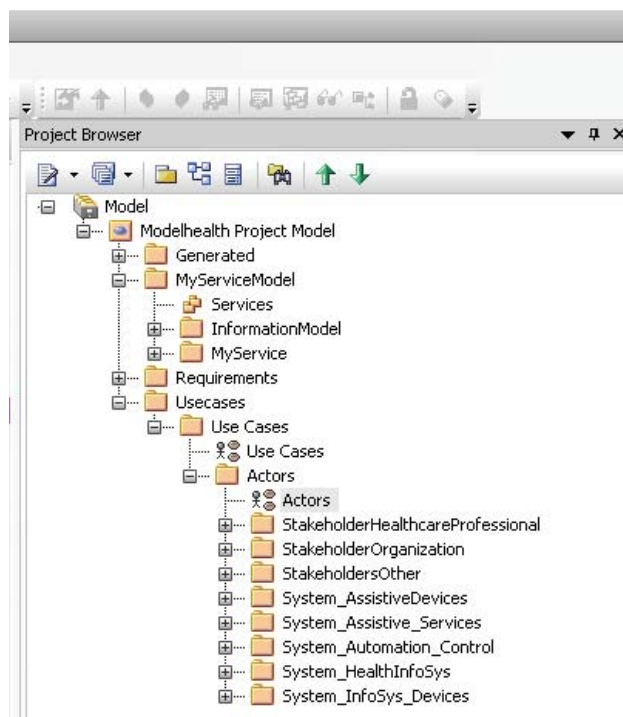 Project Browser
Model
Modelhealth Project Model
Generated
MyServiceModel
Services
InformationModel
MyService
Requirements
Usecases
Use Cases
Use Cases
Actors
Actors
StakeholderHealthcareProfessional
StakeholderOrganization
StakeholdersOther
System_AssistiveDevices
System_Assistive_Services
System_Automation_Control
System_HealthInfoSys
System_InfoSys_Devices